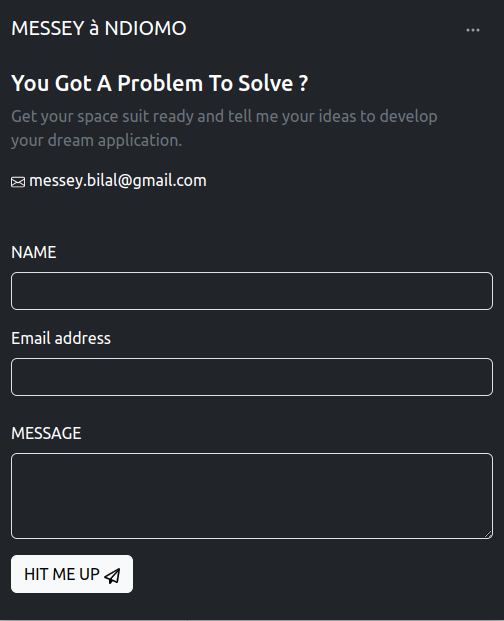 MESSEY à NDIOMO
You Got A Problem To Solve ?
Get your space suit ready and tell me your ideas to develop
your dream application.
messey.bilal@gmail.com
NAME
Email address
MESSAGE
HIT ME UP